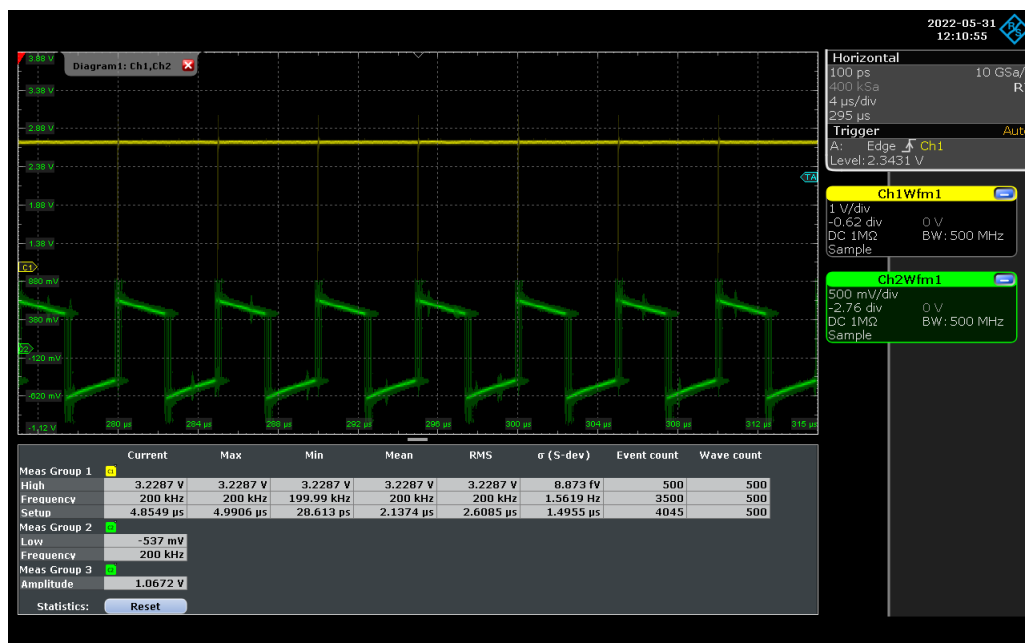 2022-05-31
12:10:55
Diagram1: Ch1,Ch2
3.88 V
3.38 V
2.88 V
2.38 V
1.88 V
1.38 V
880 mV
380 mV
-120 mV
-620 mV
-1,12 V
TA
C1
280 µs
284 µs
288 µs
292 µs
296 µs
300 µs
304 µs
308 µs
312 µs
315 µs
Horizontal
100 ps 10 GSa/
400 kSa R
4 µs/div
295 µs
Trigger Aut
A: Edge Ch1
Level: 2.3431 V
Ch1Wfm1
1 V/div
-0.62 div 0 V
DC 1MΩ BW: 500 MHz
Sample
Ch2Wfm1
500 mV/div
-2.76 div 0 V
DC 1MΩ BW: 500 MHz
Sample
Current Max Min Mean RMS σ (S-dev) Event count Wave count
Meas Group 1 C1
High 3.2287 V 3.2287 V 3.2287 V 3.2287 V 3.2287 V 8.873 fV 500 500
Frequency 200 kHz 200 kHz 199.99 kHz 200 kHz 200 kHz 1.5619 Hz 3500 500
Setup 4.8549 µs 4.9906 µs 28.613 ps 2.1374 µs 2.6085 µs 1.4955 µs 4045 500
Meas Group 2
Low -537 mV
Frequency 200 kHz
Meas Group 3
Amplitude 1.0672 V
Statistics: Reset